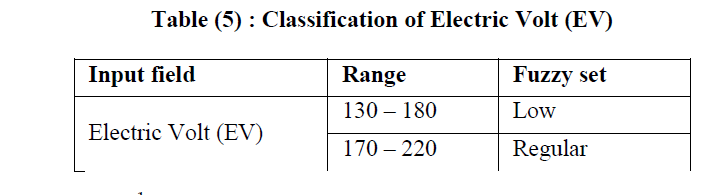 Table (5) : Classification of Electric Volt (EV)
Input field Range Fuzzy set
Electric Volt (EV) 130 – 180 Low
170 – 220 Regular